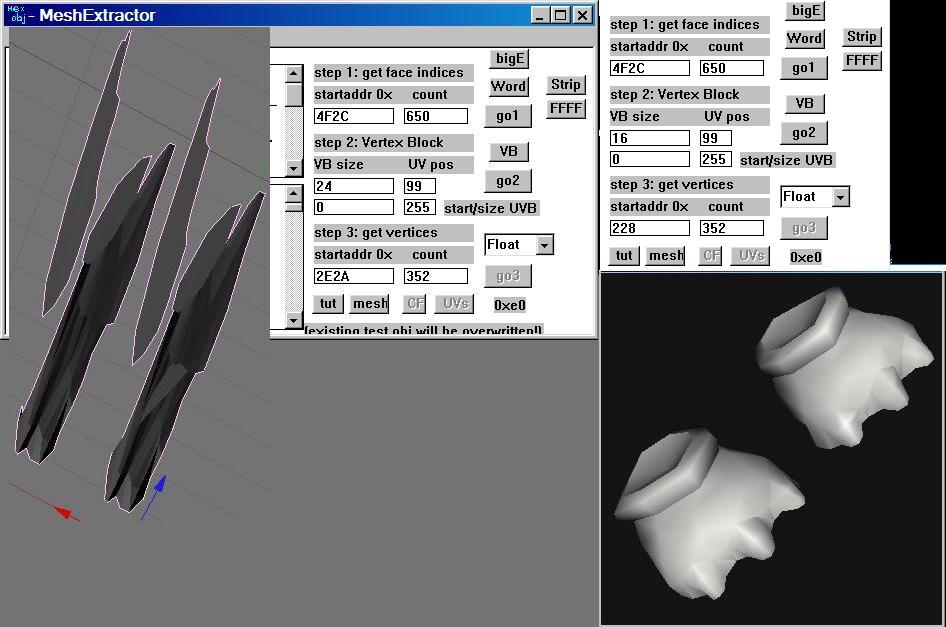 Hex
obj - MeshExtractor
bigE
step 1: get face indices
Word Strip
startaddr 0x count
4F2C 650 go1 FFFF
step 2: Vertex Block
VB size UV pos VB
24 99 go2
0 255 start/size UVB
step 3: get vertices
startaddr 0x count Float
2E2A 352 go3
tut mesh CF UVs 0xe0
(existing test obj will be overwritten!)
bigE
step 1: get face indices
Word Strip
startaddr 0x count
4F2C 650 go1 FFFF
step 2: Vertex Block VB
VB size UV pos
16 99 go2
0 255 start/size UVB
step 3: get vertices
startaddr 0x count Float
228 352 go3
tut mesh CF UVs 0xe0